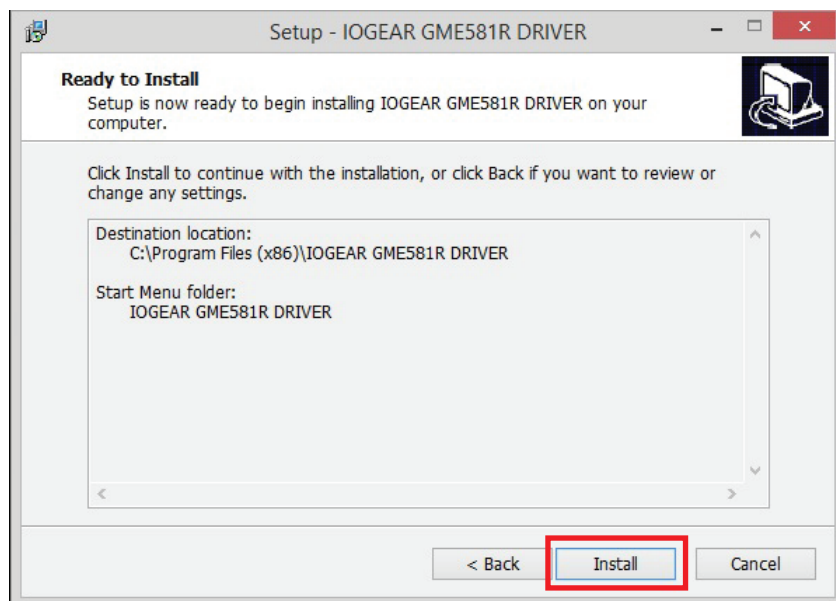 Setup - IOGEAR GME581R DRIVER
Ready to Install
Setup is now ready to begin installing IOGEAR GME581R DRIVER on your
computer.
Click Install to continue with the installation, or click Back if you want to review or
change any settings.
Destination location:
C:\Program Files (x86)\IOGEAR GME581R DRIVER
Start Menu folder:
IOGEAR GME581R DRIVER
< Back Install Cancel